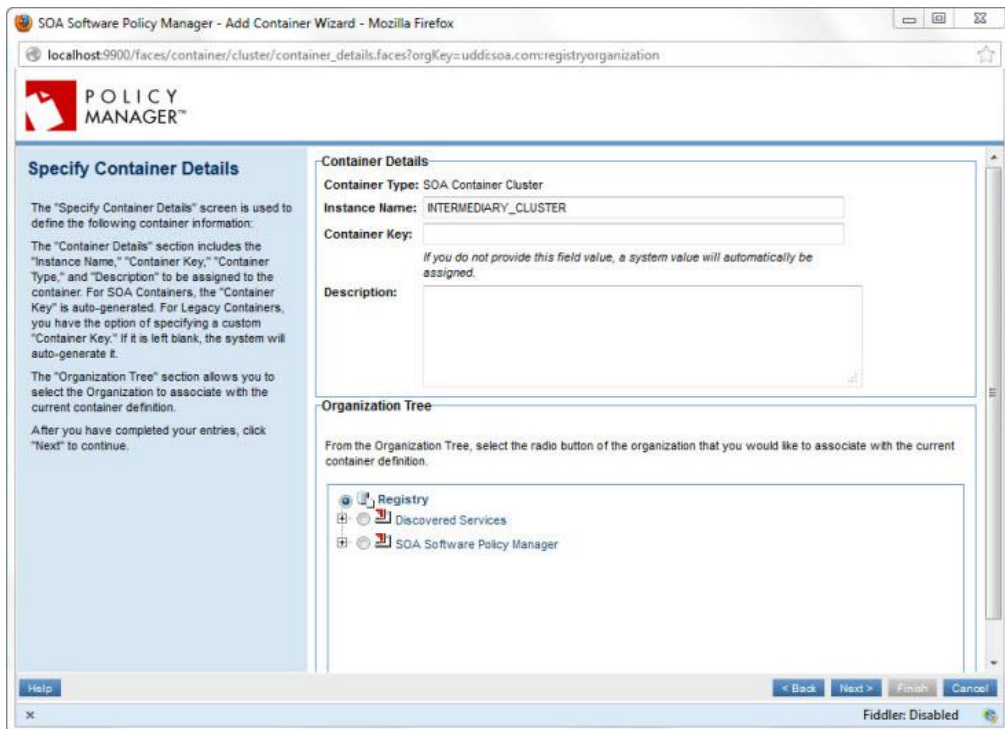 SOA Software Policy Manager - Add Container Wizard - Mozilla Firefox
localhost:9900/faces/container/cluster/container_details.faces?orgKey=uddi:soa.com:registryorganization
POLICY
MANAGER™
Specify Container Details
The "Specify Container Details" screen is used to
define the following container information:
The "Container Details" section includes the
"Instance Name," "Container Key," "Container
Type," and "Description" to be assigned to the
container. For SOA Containers, the "Container
Key" is auto-generated. For Legacy Containers,
you have the option of specifying a custom
"Container Key." If it is left blank, the system will
auto-generate it.
The "Organization Tree" section allows you to
select the Organization to associate with the
current container definition.
After you have completed your entries, click
"Next" to continue.
Container Details
Container Type: SOA Container Cluster
Instance Name: INTERMEDIARY_CLUSTER
Container Key:
If you do not provide this field value, a system value will automatically be
assigned.
Description:
Organization Tree
From the Organization Tree, select the radio button of the organization that you would like to associate with the current
container definition.
Registry
Discovered Services
SOA Software Policy Manager
Help
< Back Next > Finish Cancel
× Fiddler: Disabled